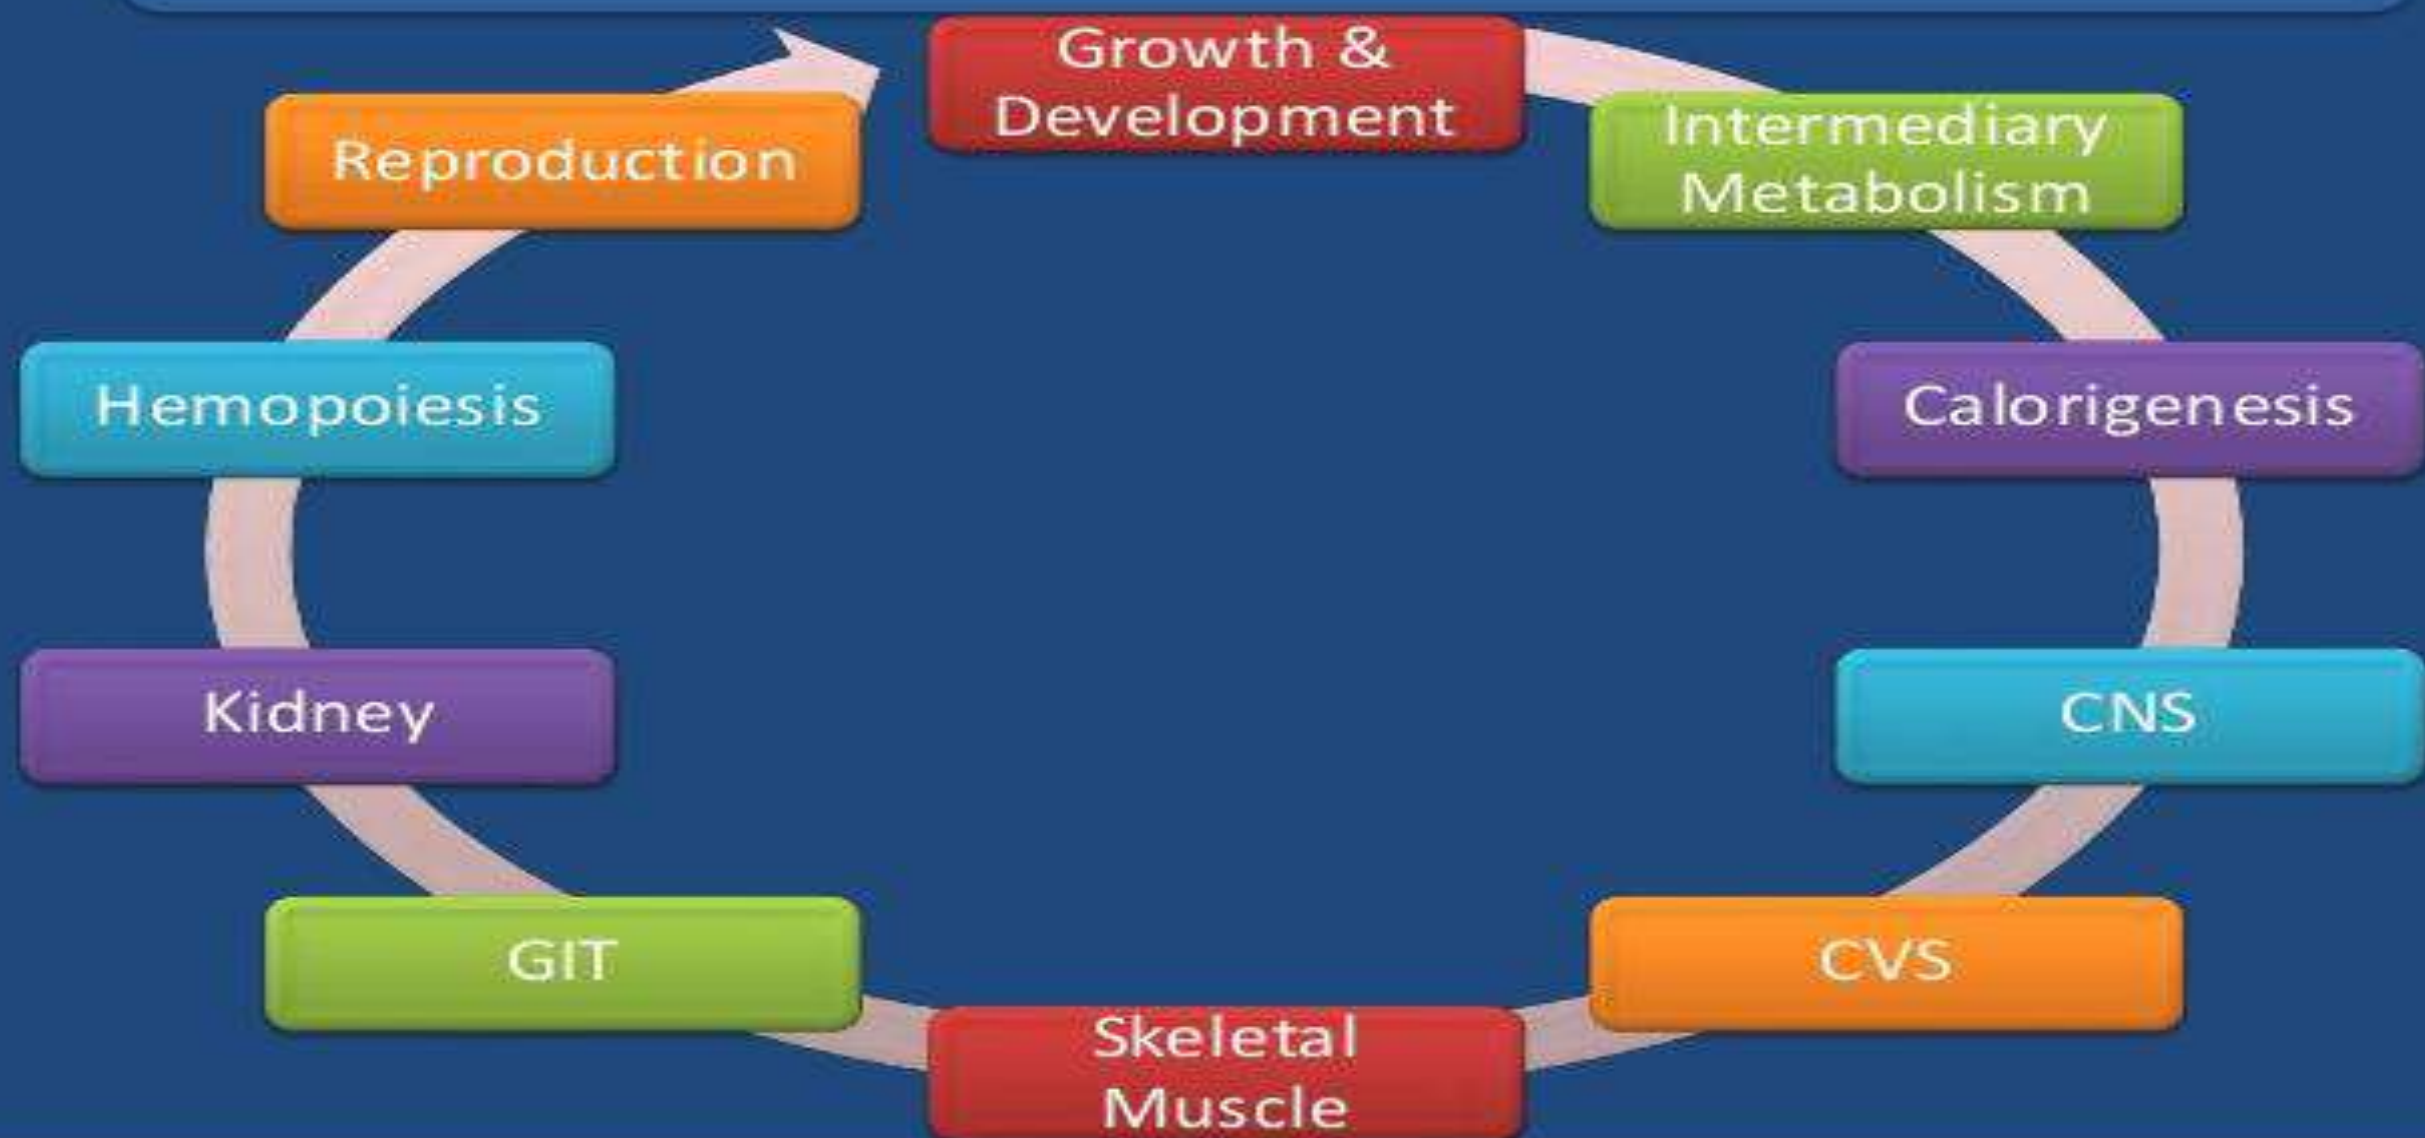 Growth &
Development
Intermediary
Metabolism
Calorigenesis
CNS
CVS
Skeletal
Muscle
GIT
Kidney
Hemopoiesis
Reproduction